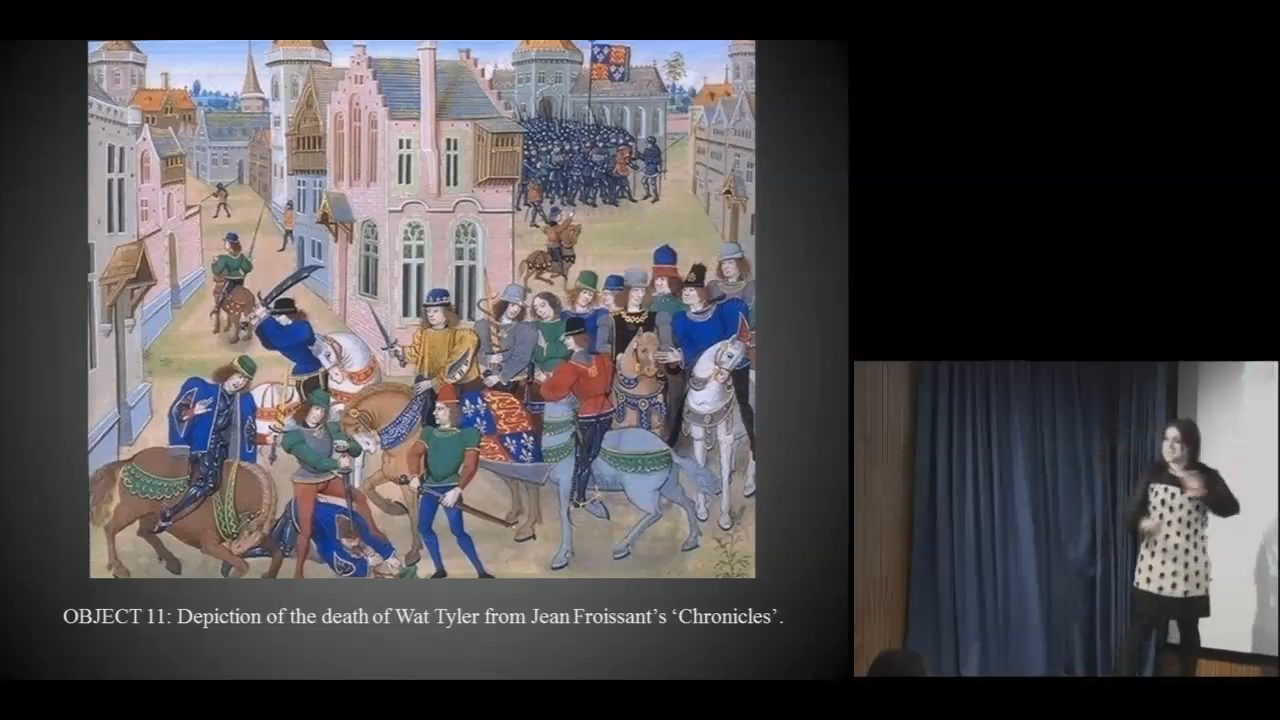 OBJECT 11: Depiction of the death of Wat Tyler from Jean Froissant's ‘Chronicles’.